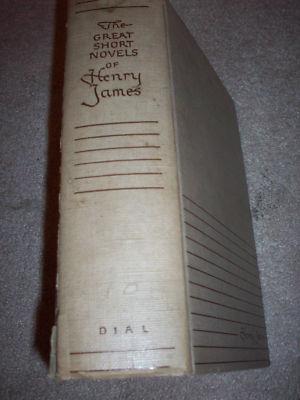 The
GREAT
SHORT
NOVELS
OF
Henry
James
DIAL